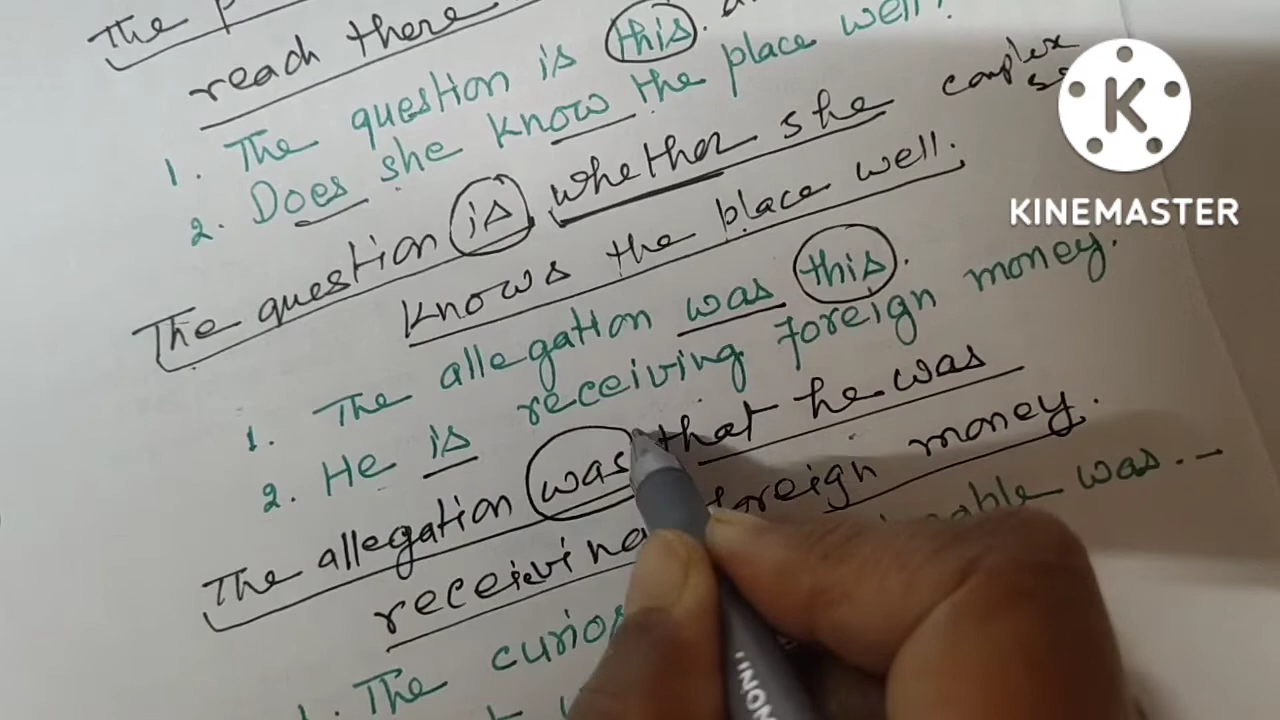 The
reach there
1. The question is this.
2. Does she know the place well?
The question is whether she
complex
knows the place well.
1. The allegation was this.
2. He is receiving foreign money.
The allegation was that he was
receiving foreign money.
1. The
was.
K
KINEMASTER